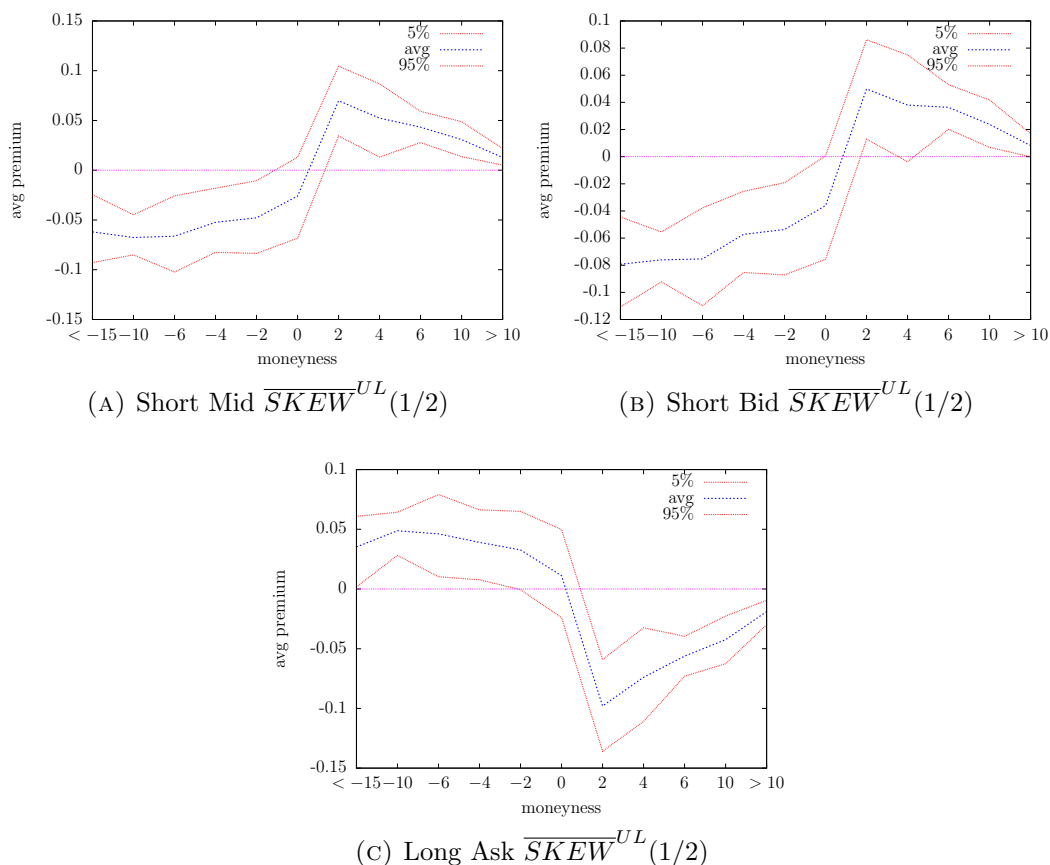 0.15
0.1
0.05
0
-0.05
-0.1
-0.15
< −15 −10 −6 −4 −2 0 2 4 6 10 > 10
avg premium
moneyness
5%
avg
95%
(A) Short Mid SKEW^UL(1/2)
0.1
0.08
0.06
0.04
0.02
0
-0.02
-0.04
-0.06
-0.08
-0.1
-0.12
< −15 −10 −6 −4 −2 0 2 4 6 10 > 10
avg premium
moneyness
5%
avg
95%
(B) Short Bid SKEW^UL(1/2)
0.1
0.05
0
-0.05
-0.1
-0.15
< −15 −10 −6 −4 −2 0 2 4 6 10 > 10
avg premium
moneyness
5%
avg
95%
(C) Long Ask SKEW^UL(1/2)